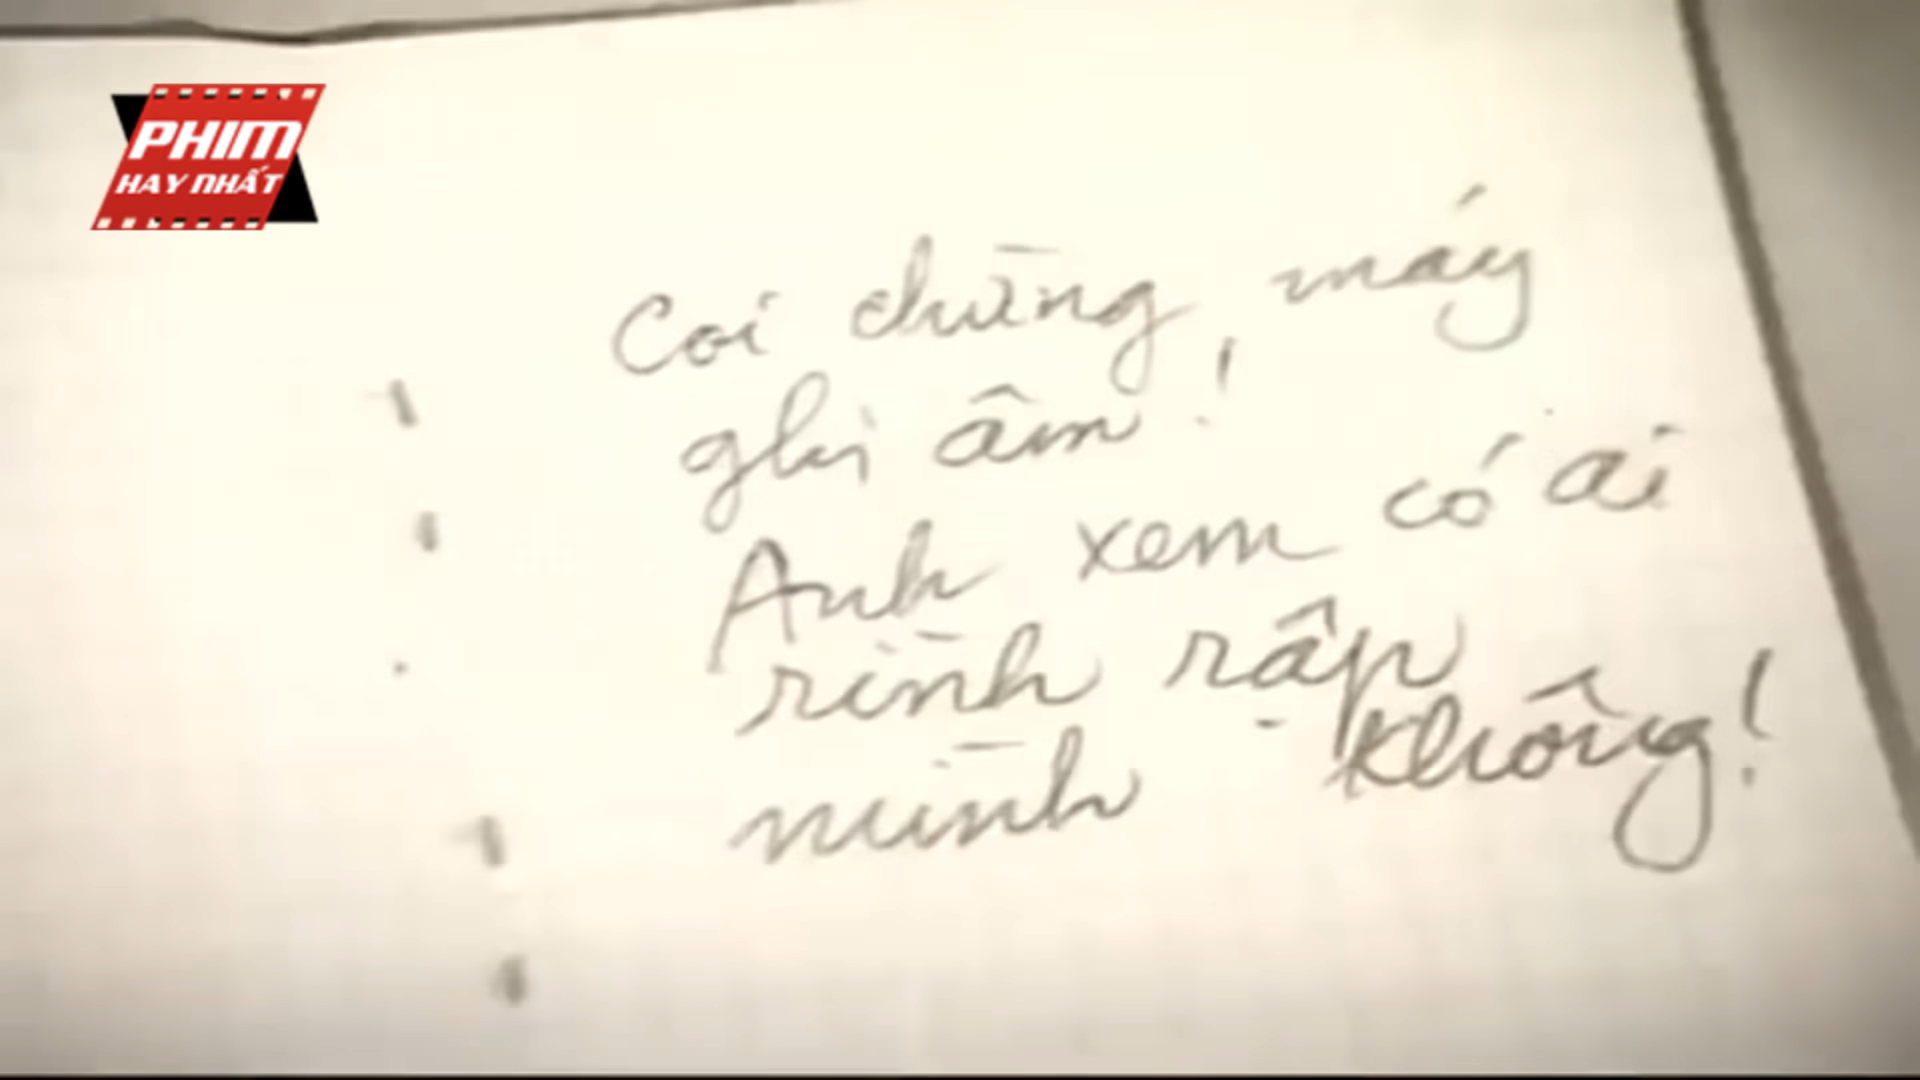 PHIM
HAY NHẤT
Coi chừng máy
ghi âm!
Anh xem có ai
rình rập
mình không!